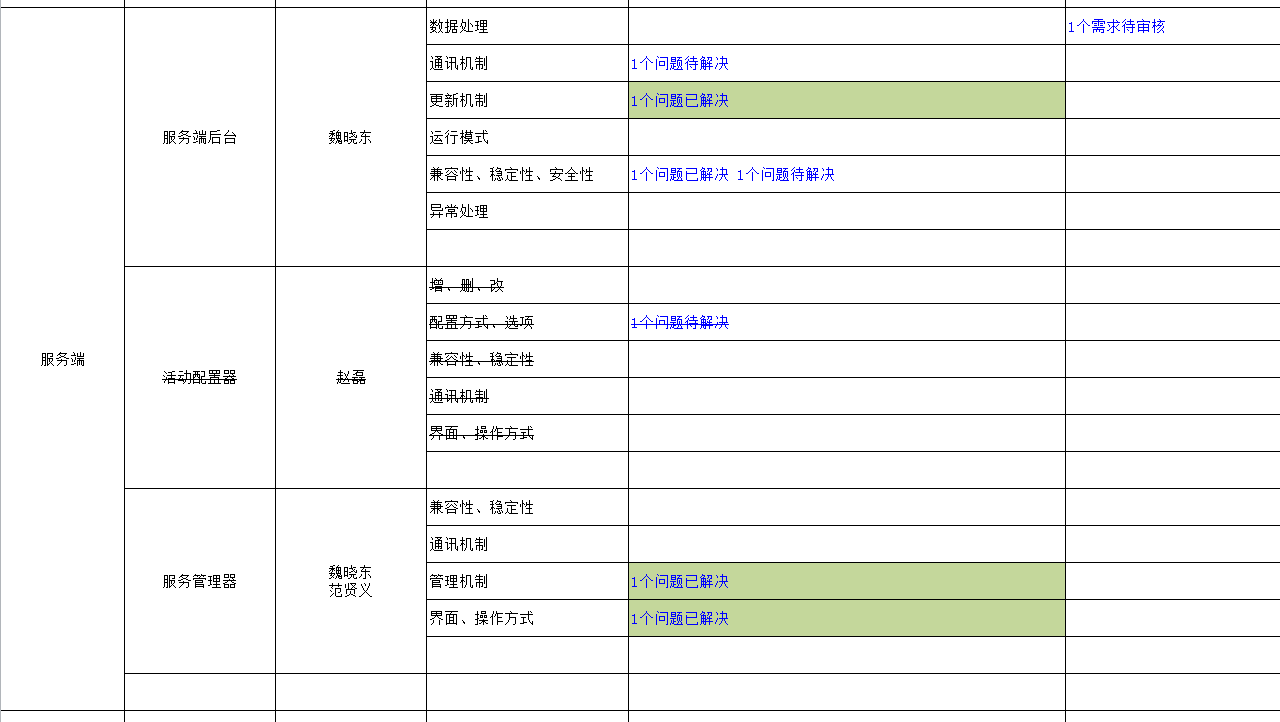 数据处理
1个需求待审核
通讯机制
1个问题待解决
更新机制
1个问题已解决
服务端后台
魏晓东
运行模式
兼容性、稳定性、安全性
1个问题已解决 1个问题待解决
异常处理
增、删、改
配置方式、选项
1个问题待解决
服务端
兼容性、稳定性
活动配置器
赵磊
通讯机制
界面、操作方式
兼容性、稳定性
通讯机制
服务管理器
魏晓东
范贤义
管理机制
1个问题已解决
界面、操作方式
1个问题已解决